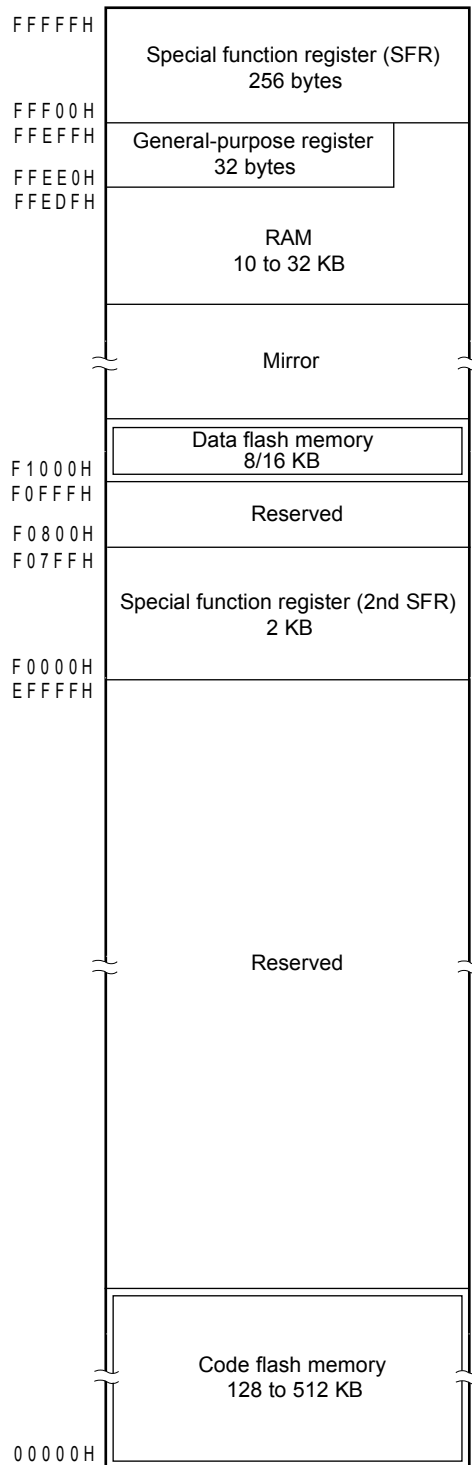 FFFFFH
Special function register (SFR)
256 bytes
FFF00H
FFEFFH
General-purpose register
32 bytes
FFEE0H
FFEDFH
RAM
10 to 32 KB
Mirror
Data flash memory
8/16 KB
F1000H
F0FFFH
Reserved
F0800H
F07FFH
Special function register (2nd SFR)
2 KB
F0000H
EFFFFH
Reserved
Code flash memory
128 to 512 KB
00000H